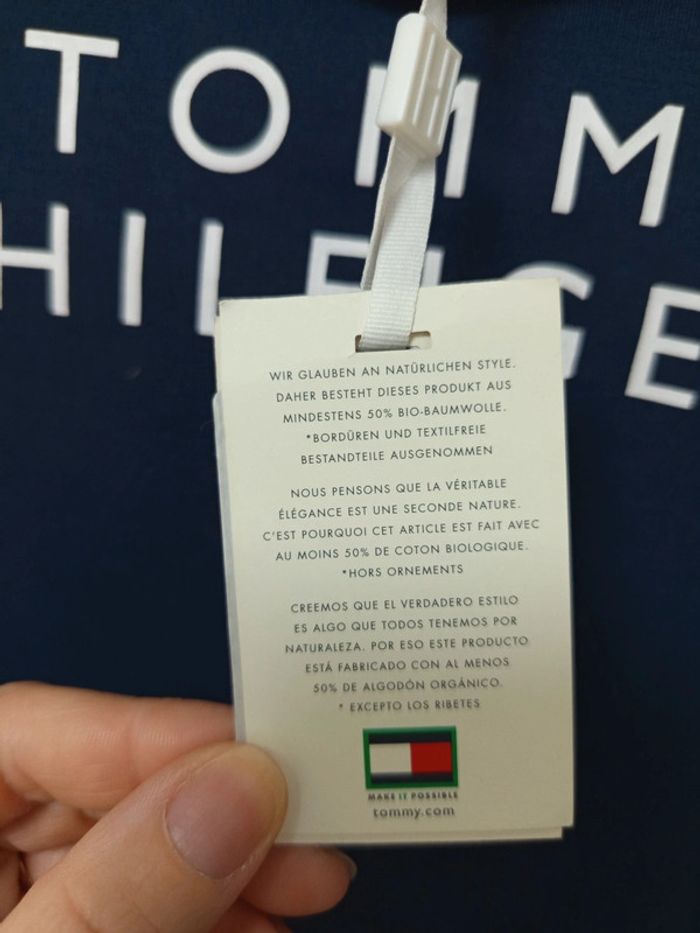 TOMM
HILFIGE
WIR GLAUBEN AN NATÜRLICHEN STYLE.
DAHER BESTEHT DIESES PRODUKT AUS
MINDESTENS 50% BIO-BAUMWOLLE.
*BORDÜREN UND TEXTILFREIE
BESTANDTEILE AUSGENOMMEN
NOUS PENSONS QUE LA VÉRITABLE
ÉLÉGANCE EST UNE SECONDE NATURE.
C'EST POURQUOI CET ARTICLE EST FAIT AVEC
AU MOINS 50% DE COTON BIOLOGIQUE.
*HORS ORNEMENTS
CREEMOS QUE EL VERDADERO ESTILO
ES ALGO QUE TODOS TENEMOS POR
NATURALEZA. POR ESO ESTE PRODUCTO
ESTÁ FABRICADO CON AL MENOS
50% DE ALGODÓN ORGÁNICO.
* EXCEPTO LOS RIBETES
MAKE IT POSSIBLE
tommy.com